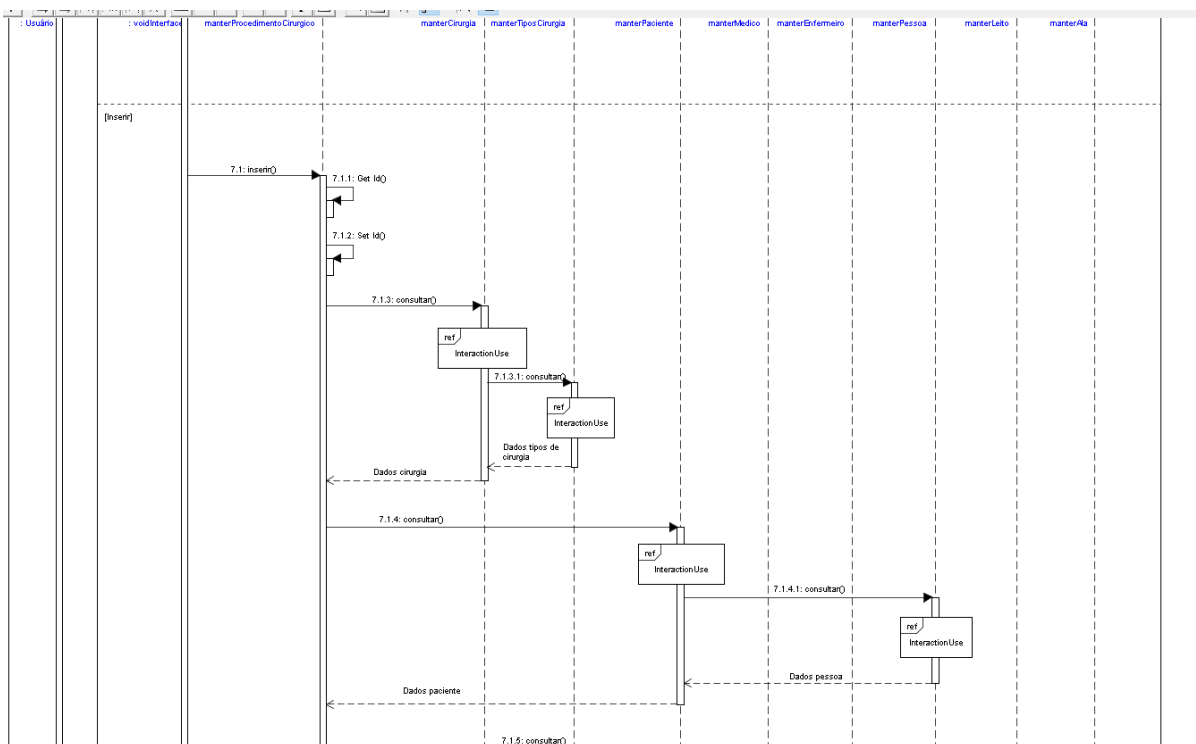 : Usuário : voidInterface manterProcedimentoCirurgico manterCirurgia manterTiposCirurgia manterPaciente manterMedico manterEnfermeiro manterPessoa manterLeito manterAla
[Inserir]
7.1: inserir()
7.1.1: Get Id()
7.1.2: Set Id()
7.1.3: consultar()
ref
InteractionUse
7.1.3.1: consultar()
ref
InteractionUse
Dados tipos de
cirurgia
Dados cirurgia
7.1.4: consultar()
ref
InteractionUse
7.1.4.1: consultar()
ref
InteractionUse
Dados pessoa
Dados paciente
7.1.5: consultar()